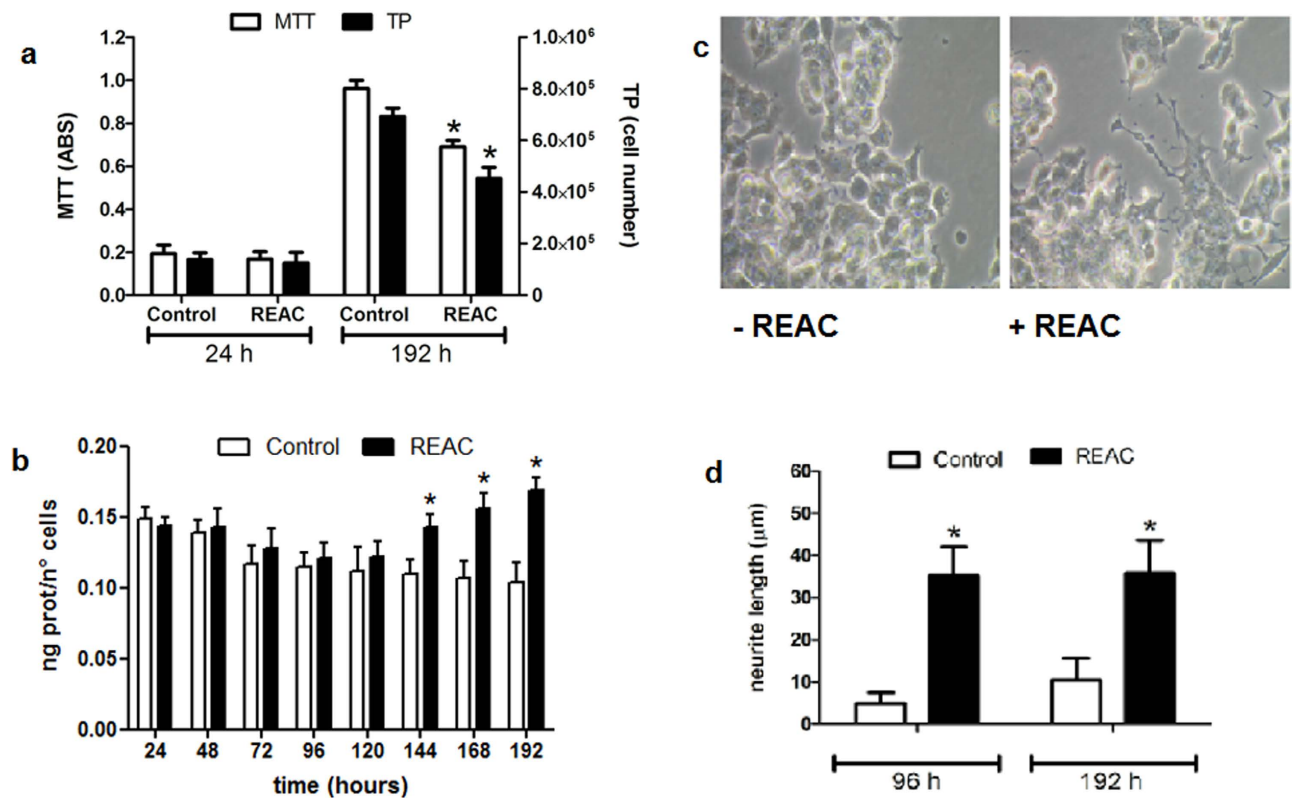 a
MTT TP
MTT (ABS)
1.2
1.0
0.8
0.6
0.4
0.2
0.0
1.0×10⁶
8.0×10⁵
6.0×10⁵
4.0×10⁵
2.0×10⁵
0
TP (cell number)
* *
Control REAC Control REAC
24 h 192 h
b
Control REAC
ng prot/n° cells
0.20
0.15
0.10
0.05
0.00
* * *
24 48 72 96 120 144 168 192
time (hours)
c
- REAC + REAC
d
Control REAC
neurite length (μm)
60
50
40
30
20
10
0
* *
96 h 192 h